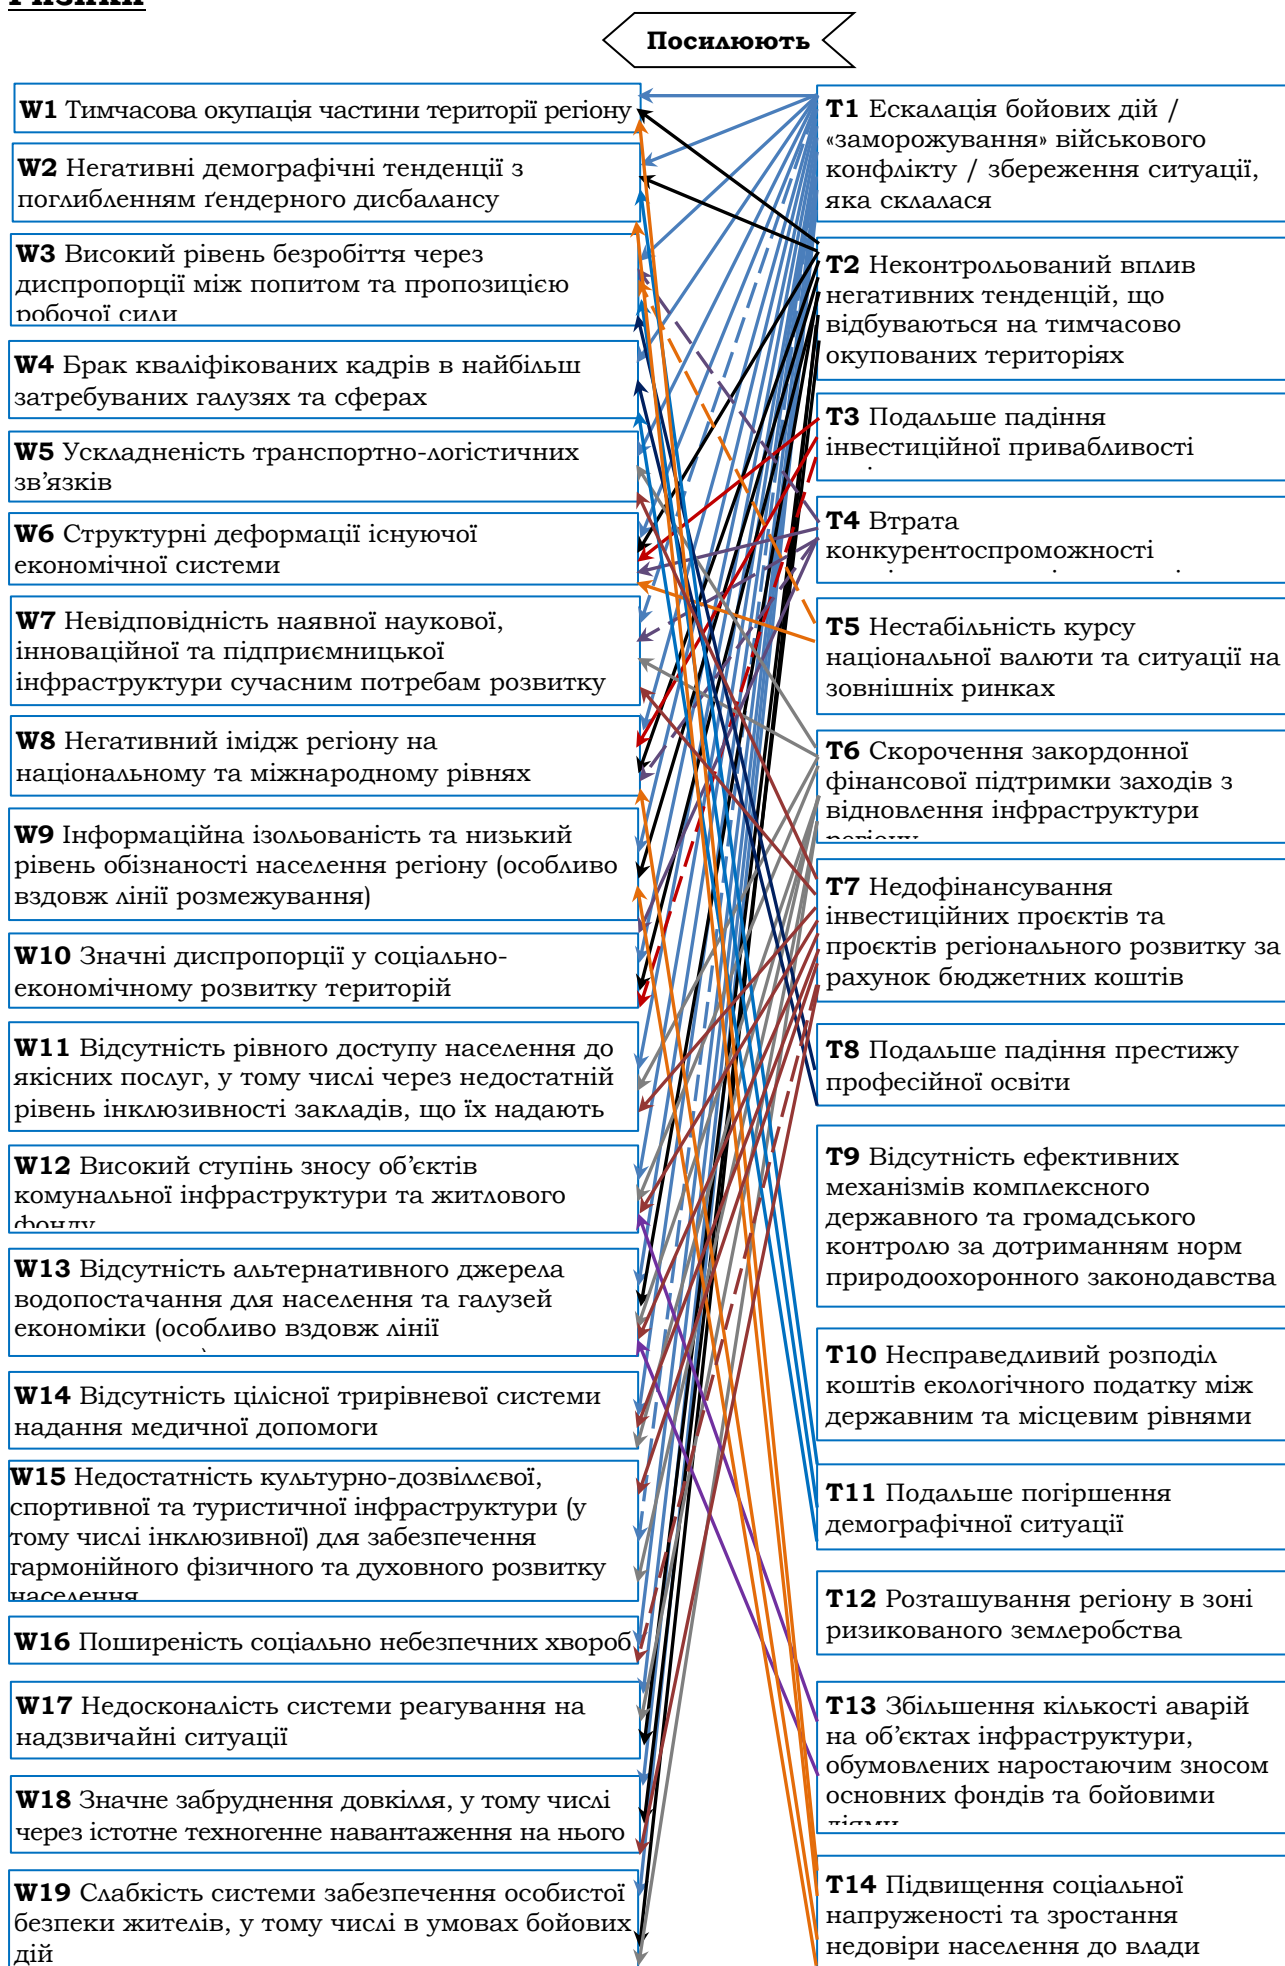 Ризики
Посилюють
W1 Тимчасова окупація частини території регіону
W2 Негативні демографічні тенденції з
поглибленням ґендерного дисбалансу
W3 Високий рівень безробіття через
диспропорції між попитом та пропозицією
робочої сили
W4 Брак кваліфікованих кадрів в найбільш
затребуваних галузях та сферах
W5 Ускладненість транспортно-логістичних
зв’язків
W6 Структурні деформації існуючої
економічної системи
W7 Невідповідність наявної наукової,
інноваційної та підприємницької
інфраструктури сучасним потребам розвитку
W8 Негативний імідж регіону на
національному та міжнародному рівнях
W9 Інформаційна ізольованість та низький
рівень обізнаності населення регіону (особливо
вздовж лінії розмежування)
W10 Значні диспропорції у соціально-
економічному розвитку територій
W11 Відсутність рівного доступу населення до
якісних послуг, у тому числі через недостатній
рівень інклюзивності закладів, що їх надають
W12 Високий ступінь зносу об’єктів
комунальної інфраструктури та житлового
фонду
W13 Відсутність альтернативного джерела
водопостачання для населення та галузей
економіки (особливо вздовж лінії
W14 Відсутність цілісної трирівневої системи
надання медичної допомоги
W15 Недостатність культурно-дозвіллєвої,
спортивної та туристичної інфраструктури (у
тому числі інклюзивної) для забезпечення
гармонійного фізичного та духовного розвитку
населення
W16 Поширеність соціально небезпечних хвороб
W17 Недосконалість системи реагування на
надзвичайні ситуації
W18 Значне забруднення довкілля, у тому числі
через істотне техногенне навантаження на нього
W19 Слабкість системи забезпечення особистої
безпеки жителів, у тому числі в умовах бойових
дій
T1 Ескалація бойових дій /
«заморожування» військового
конфлікту / збереження ситуації,
яка склалася
T2 Неконтрольований вплив
негативних тенденцій, що
відбуваються на тимчасово
окупованих територіях
T3 Подальше падіння
інвестиційної привабливості
T4 Втрата
конкурентоспроможності
T5 Нестабільність курсу
національної валюти та ситуації на
зовнішніх ринках
T6 Скорочення закордонної
фінансової підтримки заходів з
відновлення інфраструктури
регіону
T7 Недофінансування
інвестиційних проєктів та
проєктів регіонального розвитку за
рахунок бюджетних коштів
T8 Подальше падіння престижу
професійної освіти
T9 Відсутність ефективних
механізмів комплексного
державного та громадського
контролю за дотриманням норм
природоохоронного законодавства
T10 Несправедливий розподіл
коштів екологічного податку між
державним та місцевим рівнями
T11 Подальше погіршення
демографічної ситуації
T12 Розташування регіону в зоні
ризикованого землеробства
T13 Збільшення кількості аварій
на об’єктах інфраструктури,
обумовлених наростаючим зносом
основних фондів та бойовими
діями
T14 Підвищення соціальної
напруженості та зростання
недовіри населення до влади